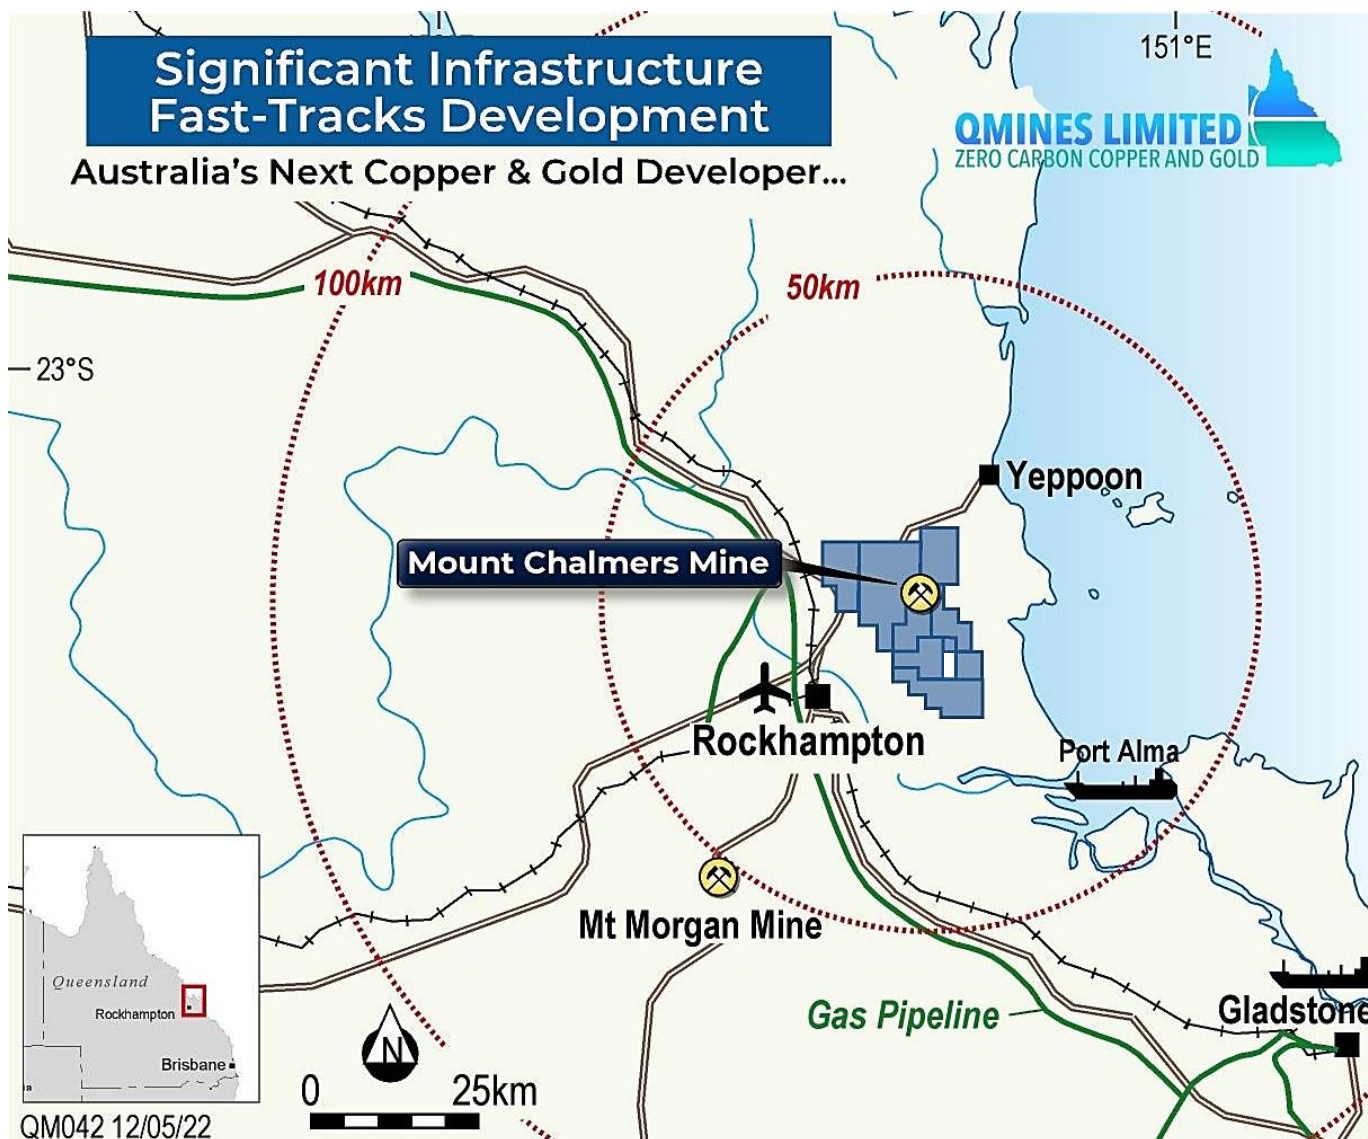 Significant Infrastructure
Fast-Tracks Development
Australia's Next Copper & Gold Developer...
151°E
QMINES LIMITED
ZERO CARBON COPPER AND GOLD
100km
50km
23°S
Yeppoon
Mount Chalmers Mine
Rockhampton
Port Alma
Mt Morgan Mine
Gas Pipeline
Gladstone
Queensland
Rockhampton
Brisbane
N
0 25km
QM042 12/05/22